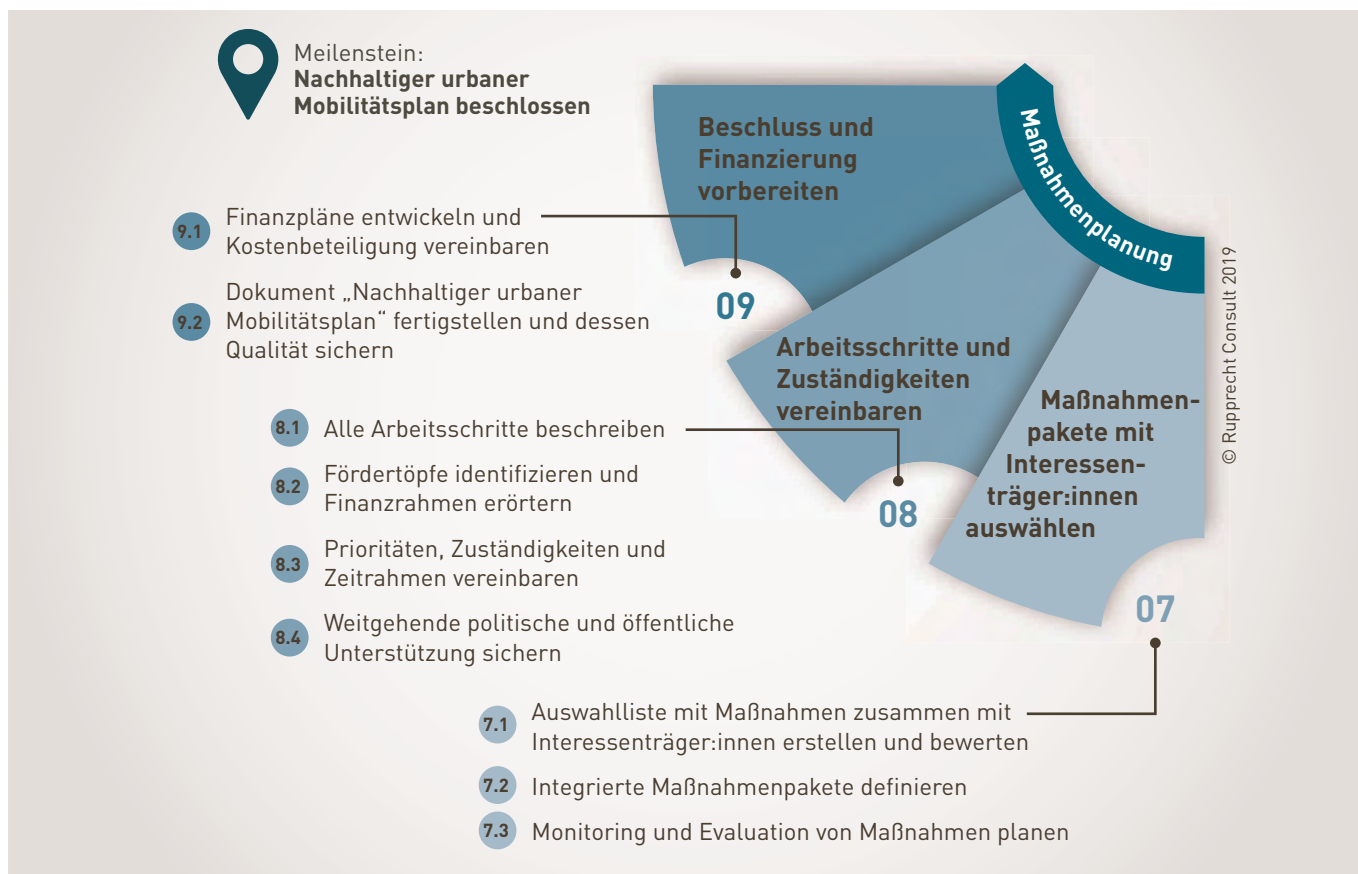 Meilenstein:
Nachhaltiger urbaner
Mobilitätsplan beschlossen
Beschluss und
Finanzierung
vorbereiten
Maßnahmenplanung
9.1
Finanzpläne entwickeln und
Kostenbeteiligung vereinbaren
9.2
Dokument „Nachhaltiger urbaner
Mobilitätsplan“ fertigstellen und dessen
Qualität sichern
09
Arbeitsschritte und
Zuständigkeiten
vereinbaren
© Rupprecht Consult 2019
8.1
Alle Arbeitsschritte beschreiben
8.2
Fördertöpfe identifizieren und
Finanzrahmen erörtern
8.3
Prioritäten, Zuständigkeiten und
Zeitrahmen vereinbaren
8.4
Weitgehende politische und öffentliche
Unterstützung sichern
08
Maßnahmen-
pakete mit
Interessen-
träger:innen
auswählen
07
7.1
Auswahlliste mit Maßnahmen zusammen mit
Interessenträger:innen erstellen und bewerten
7.2
Integrierte Maßnahmenpakete definieren
7.3
Monitoring und Evaluation von Maßnahmen planen